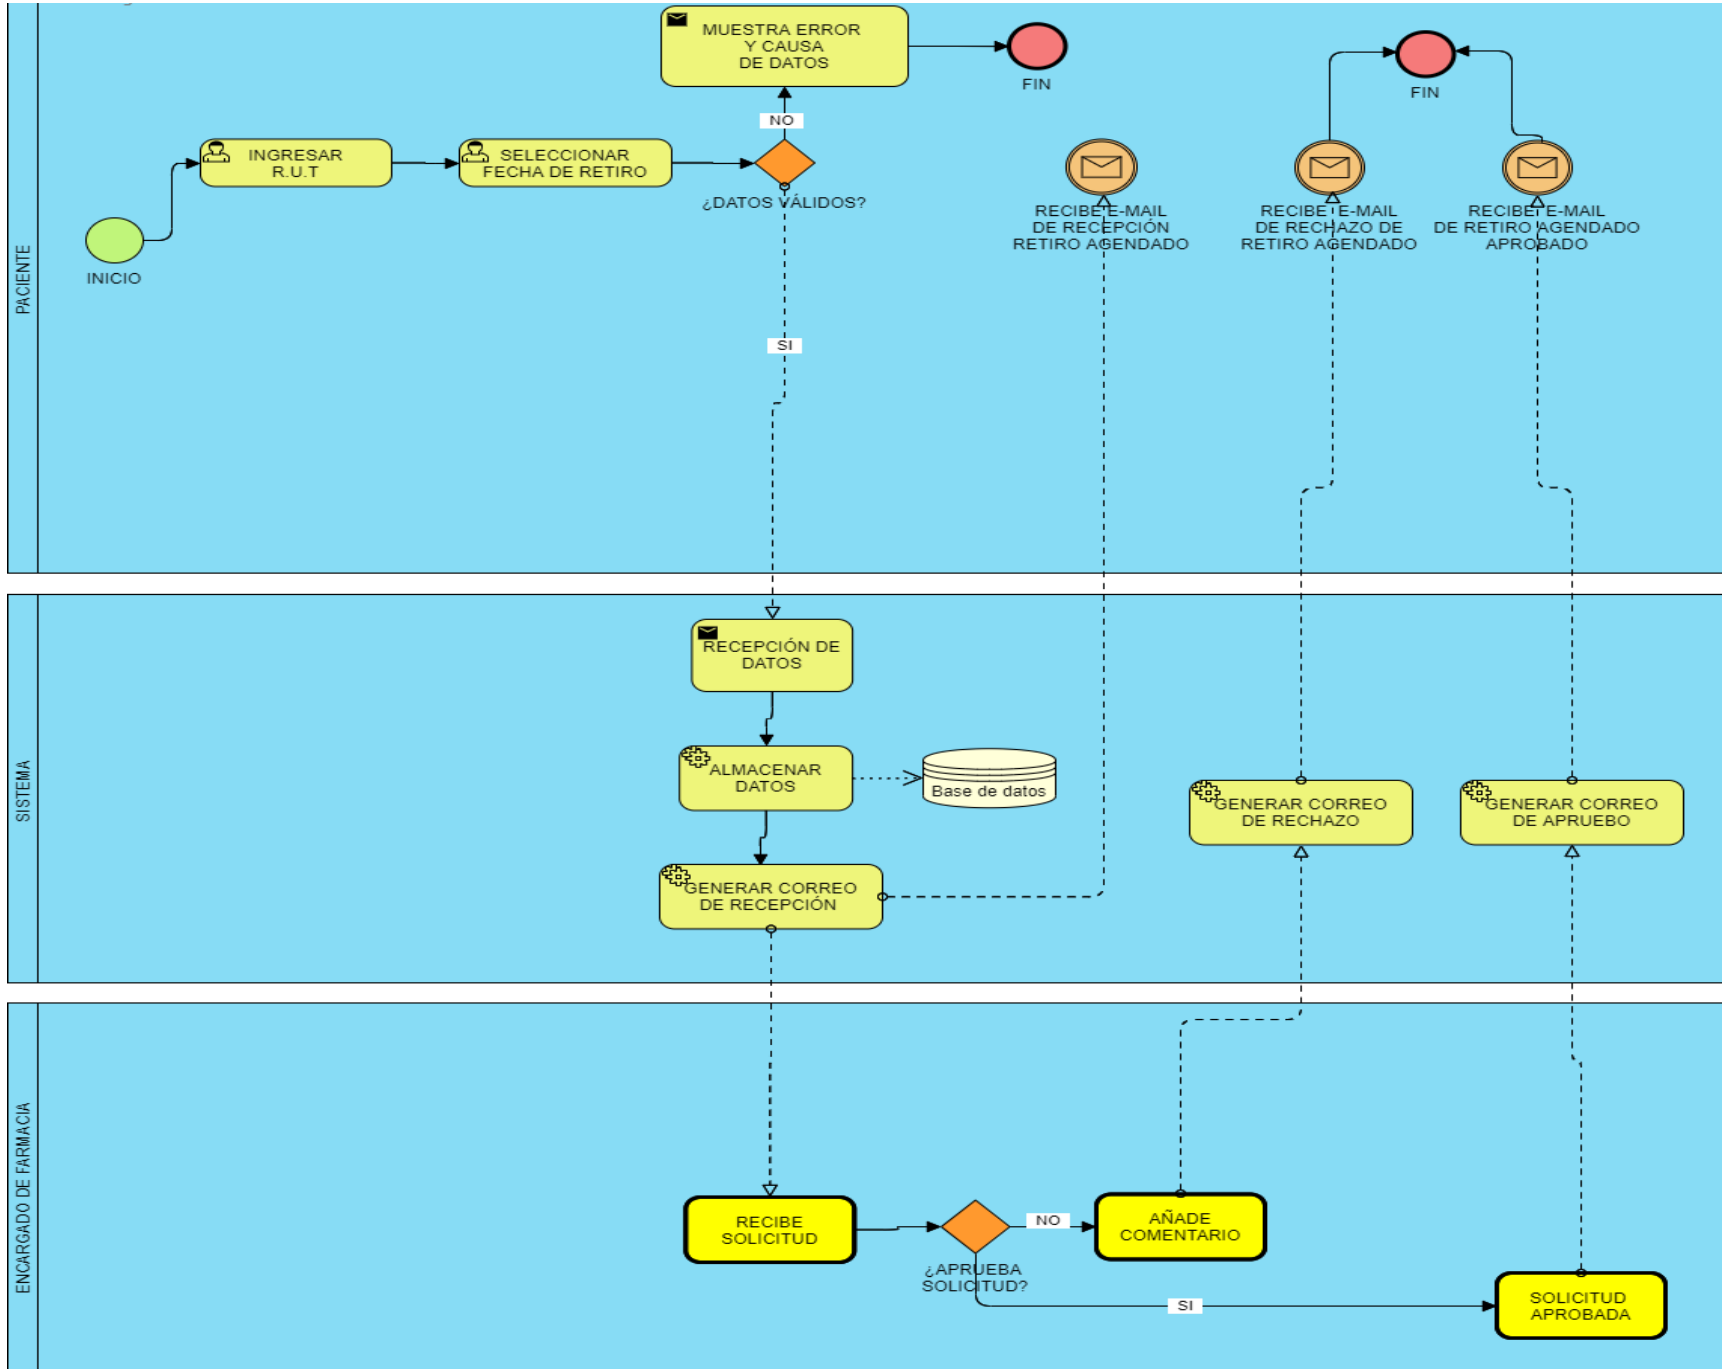 MUESTRA ERROR
Y CAUSA
DE DATOS
FIN
FIN
NO
INGRESAR
R.U.T
SELECCIONAR
FECHA DE RETIRO
¿DATOS VÁLIDOS?
RECIBE E-MAIL
DE RECEPCIÓN
RETIRO AGENDADO
RECIBE E-MAIL
DE RECHAZO DE
RETIRO AGENDADO
RECIBE E-MAIL
DE RETIRO AGENDADO
APROBADO
INICIO
PACIENTE
SI
RECEPCIÓN DE
DATOS
ALMACENAR
DATOS
Base de datos
SISTEMA
GENERAR CORREO
DE RECHAZO
GENERAR CORREO
DE APRUEBO
GENERAR CORREO
DE RECEPCIÓN
ENCARGADO DE FARMACIA
RECIBE
SOLICITUD
¿APRUEBA
SOLICITUD?
NO
AÑADE
COMENTARIO
SI
SOLICITUD
APROBADA